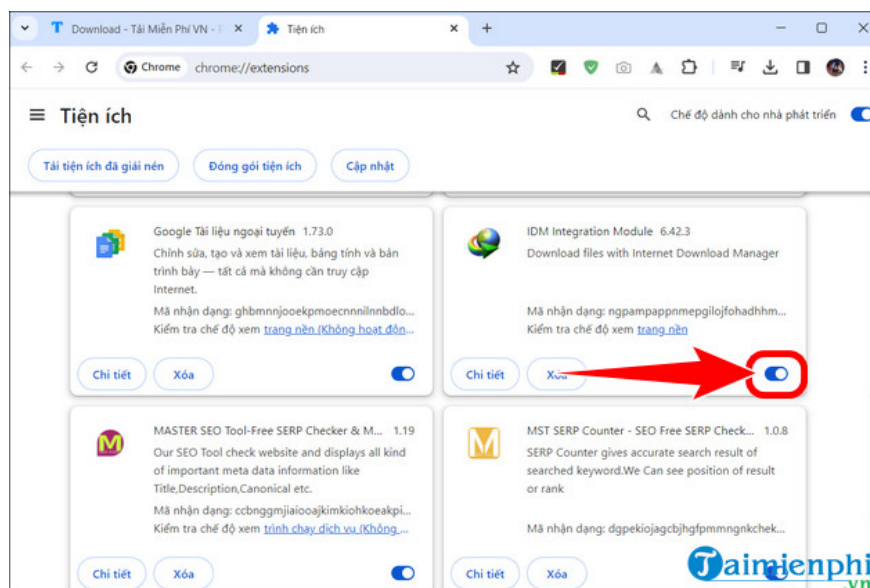 Download - Tải Miễn Phí VN - F
Tiện ích
Chrome
chrome://extensions
Tiện ích
Chế độ dành cho nhà phát triển
Tải tiện ích đã giải nén
Đóng gói tiện ích
Cập nhật
Google Tài liệu ngoại tuyến 1.73.0
Chỉnh sửa, tạo và xem tài liệu, bảng tính và bản
trình bày — tất cả mà không cần truy cập
Internet.
Mã nhận dạng: ghbmnnjooekpmoecnnnilnnbdlo...
Kiểm tra chế độ xem trang nền (Không hoạt độn...
Chi tiết
Xóa
IDM Integration Module 6.42.3
Download files with Internet Download Manager
Mã nhận dạng: ngpampappnmepgilojfohadhhm...
Kiểm tra chế độ xem trang nền
Chi tiết
Xóa
MASTER SEO Tool-Free SERP Checker & M... 1.19
Our SEO Tool check website and displays all kind
of important meta data information like
Title,Description,Canonical etc.
Mã nhận dạng: ccbnggmjiaiooajkimkiohkoeakpi...
Kiểm tra chế độ xem trình chạy dịch vụ (Không ...
Chi tiết
Xóa
MST SERP Counter - SEO Free SERP Check... 1.0.8
SERP Counter gives accurate search result of
searched keyword.We Can see position of result
or rank
Mã nhận dạng: dgpekiojagcbjhgfpmmngnkchek...
Chi tiết
Xóa
Taimienphi
.vn